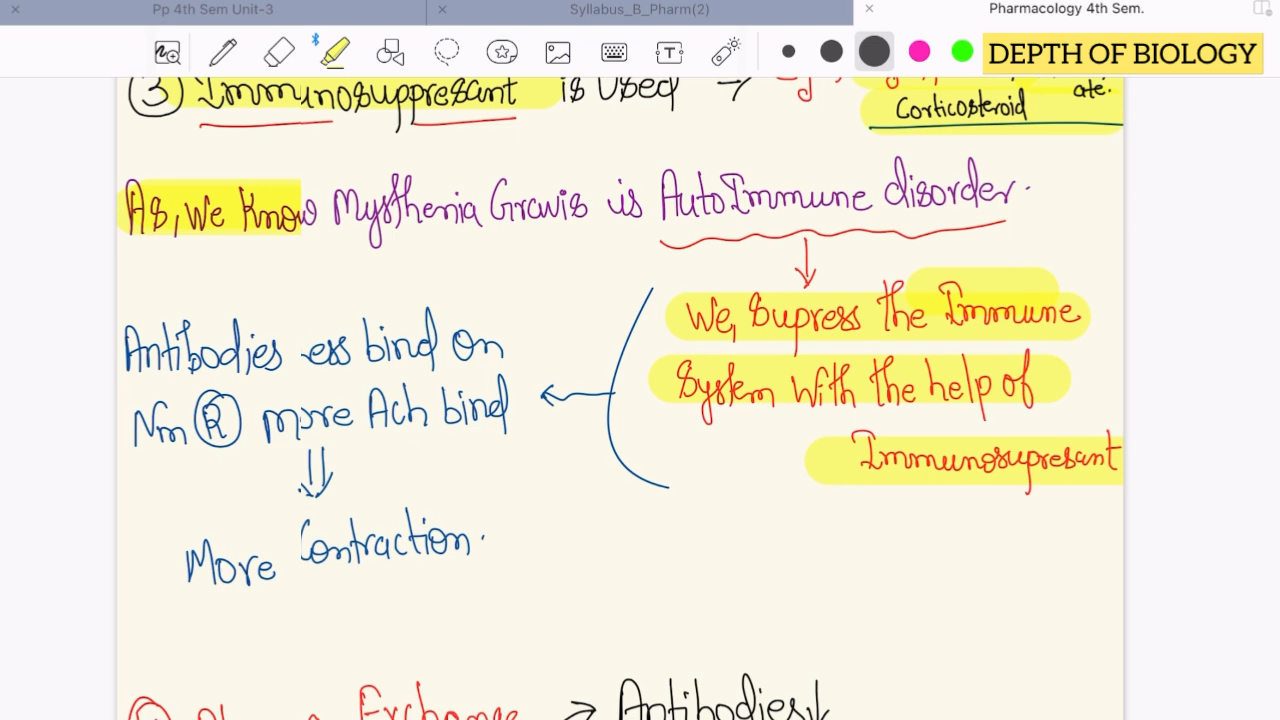 Pp 4th Sem Unit-3
Syllabus_B_Pharm(2)
Pharmacology 4th Sem.
DEPTH OF BIOLOGY
③ Immunosuppresant is used →
ate.
Corticosteroid
As, We Know Mysthenia Gravis is AutoImmune disorder.
We, Supress the Immune
System With the help of
Immunosupresant
Antibodies ess bind On
Nm Ⓡ more Ach bind
More Contraction.
Exchange → Antibodies